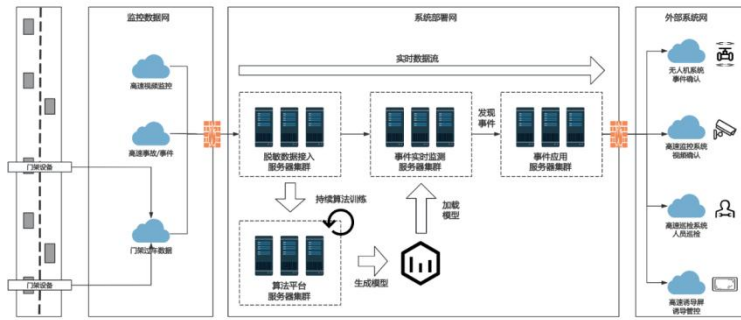 监控数据网
系统部署网
外部系统网
实时数据流
高速视频监控
高速事故/事件
门架过车数据
门架设备
门架设备
脱敏数据接入
服务器集群
事件实时监测
服务器集群
发现
事件
事件应用
服务器集群
持续算法训练
加载
模型
算法平台
服务器集群
生成模型
无人机系统
事件确认
高速监控系统
视频确认
高速巡检系统
人员巡检
高速诱导屏
诱导管控